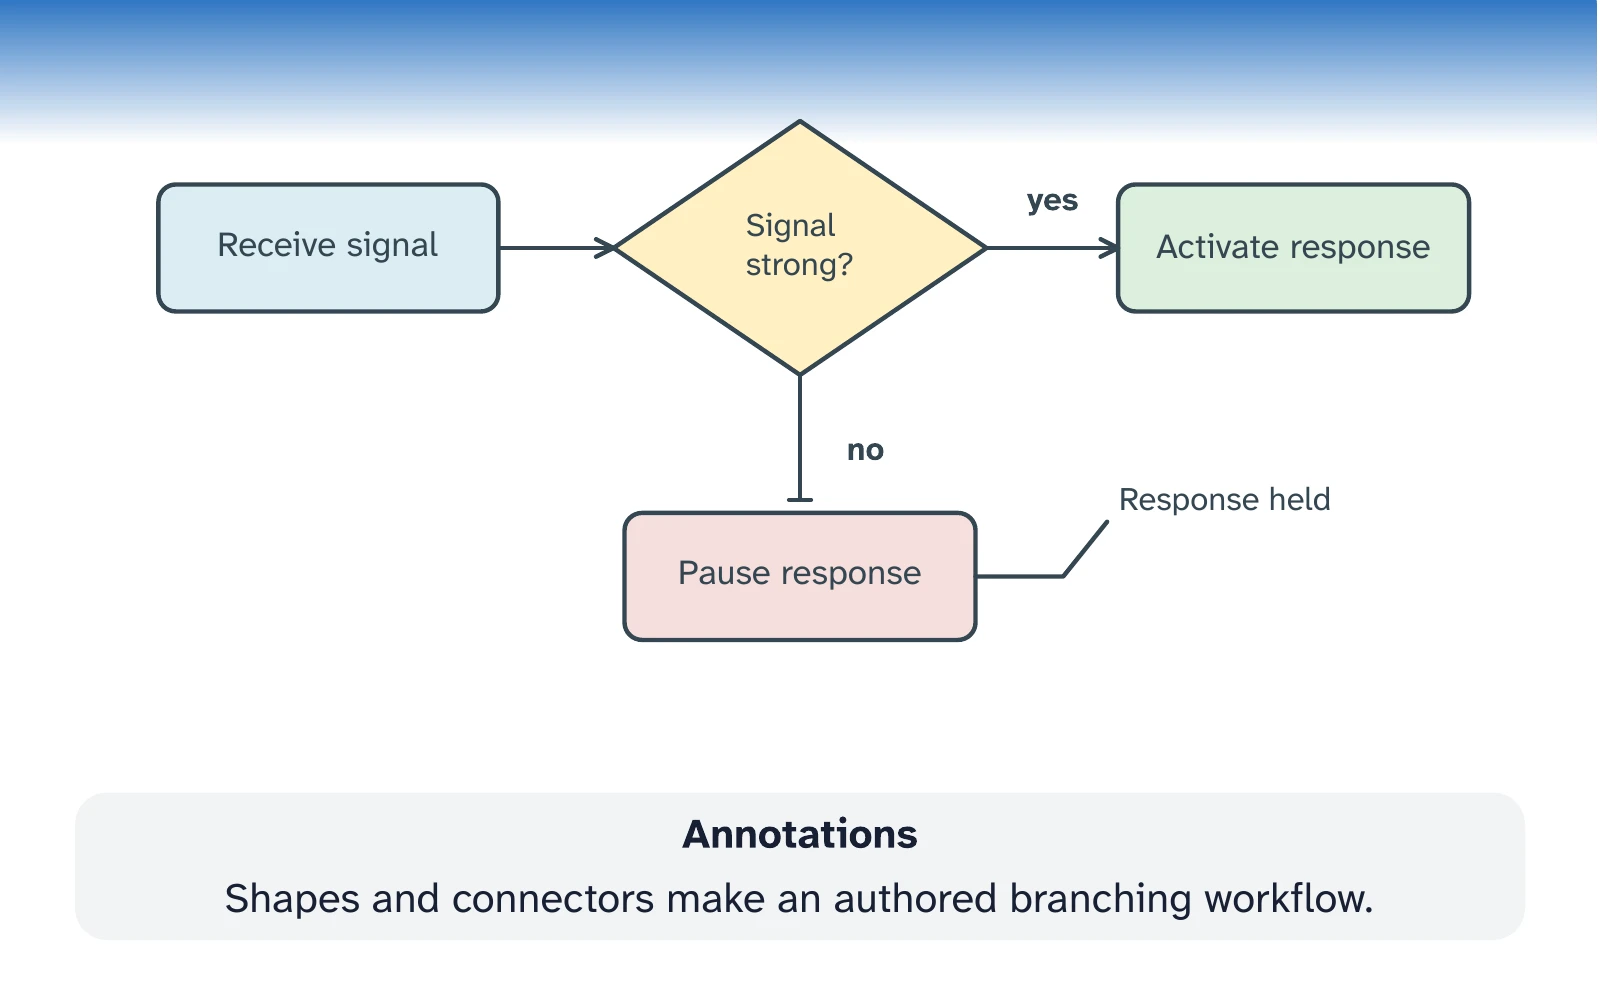 Receive signal
Signal
strong?
yes
Activate response
no
Response held
Pause response
Annotations
Shapes and connectors make an authored branching workflow.